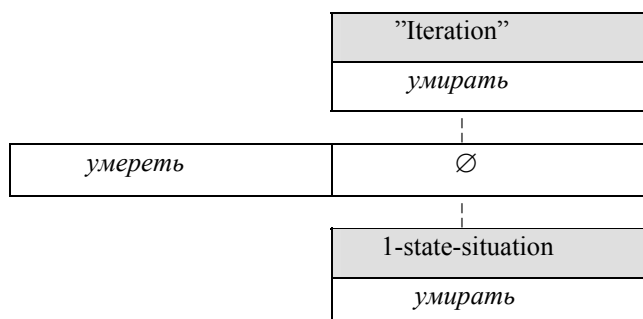 ”Iteration”
умирать
умереть ∅
1-state-situation
умирать